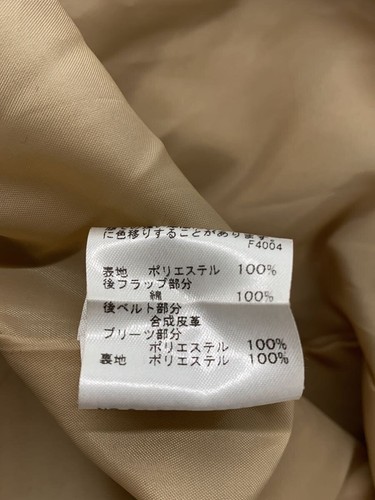 に色移りすることがあります。
F4004
表地 ポリエステル 100%
後フラップ部分
綿 100%
後ベルト部分
合成皮革
プリーツ部分
ポリエステル 100%
裏地 ポリエステル 100%